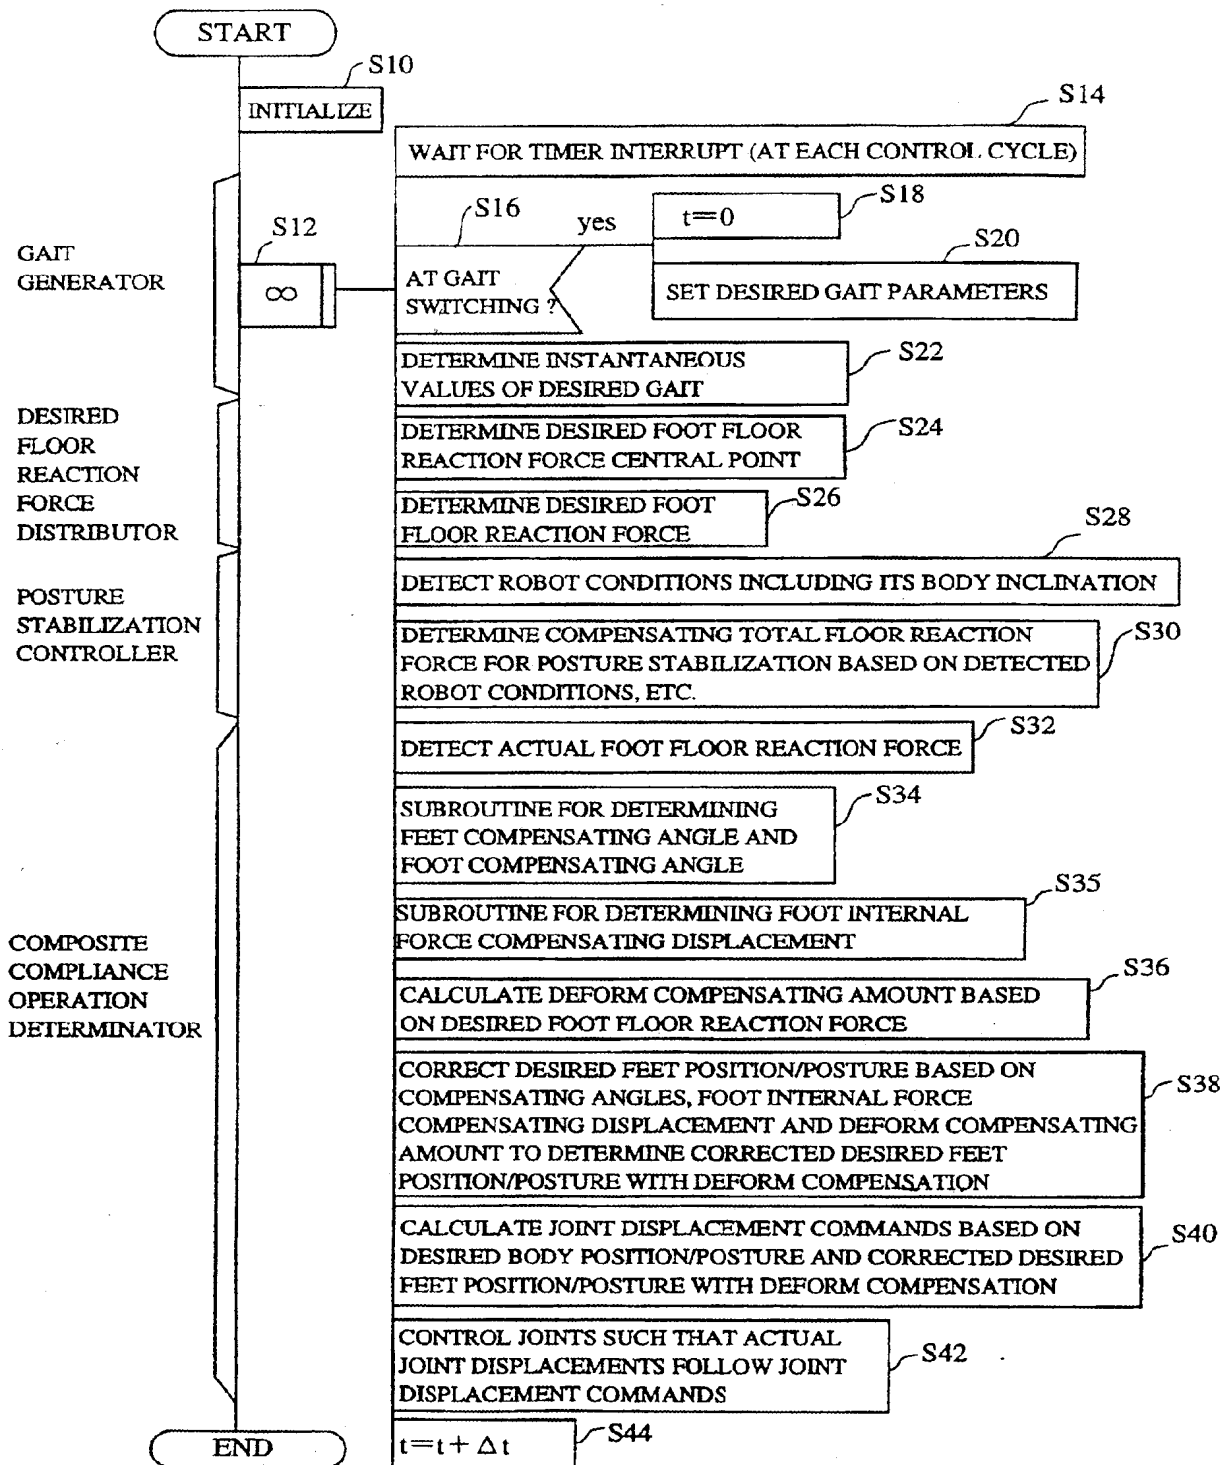 START
S10
INITIALIZE
S14
WAIT FOR TIMER INTERRUPT (AT EACH CONTROL CYCLE)
S18
t=0
S16
yes
S12
∞
GAIT
GENERATOR
AT GAIT
SWITCHING ?
S20
SET DESIRED GAIT PARAMETERS
S22
DETERMINE INSTANTANEOUS
VALUES OF DESIRED GAIT
DESIRED
FLOOR
REACTION
FORCE
DISTRIBUTOR
S24
DETERMINE DESIRED FOOT FLOOR
REACTION FORCE CENTRAL POINT
S26
DETERMINE DESIRED FOOT
FLOOR REACTION FORCE
S28
DETECT ROBOT CONDITIONS INCLUDING ITS BODY INCLINATION
POSTURE
STABILIZATION
CONTROLLER
S30
DETERMINE COMPENSATING TOTAL FLOOR REACTION
FORCE FOR POSTURE STABILIZATION BASED ON DETECTED
ROBOT CONDITIONS, ETC.
S32
DETECT ACTUAL FOOT FLOOR REACTION FORCE
S34
SUBROUTINE FOR DETERMINING
FEET COMPENSATING ANGLE AND
FOOT COMPENSATING ANGLE
S35
SUBROUTINE FOR DETERMINING FOOT INTERNAL
FORCE COMPENSATING DISPLACEMENT
COMPOSITE
COMPLIANCE
OPERATION
DETERMINATOR
S36
CALCULATE DEFORM COMPENSATING AMOUNT BASED
ON DESIRED FOOT FLOOR REACTION FORCE
S38
CORRECT DESIRED FEET POSITION/POSTURE BASED ON
COMPENSATING ANGLES, FOOT INTERNAL FORCE
COMPENSATING DISPLACEMENT AND DEFORM COMPENSATING
AMOUNT TO DETERMINE CORRECTED DESIRED FEET
POSITION/POSTURE WITH DEFORM COMPENSATION
S40
CALCULATE JOINT DISPLACEMENT COMMANDS BASED ON
DESIRED BODY POSITION/POSTURE AND CORRECTED DESIRED
FEET POSITION/POSTURE WITH DEFORM COMPENSATION
S42
CONTROL JOINTS SUCH THAT ACTUAL
JOINT DISPLACEMENTS FOLLOW JOINT
DISPLACEMENT COMMANDS
S44
t=t+Δt
END